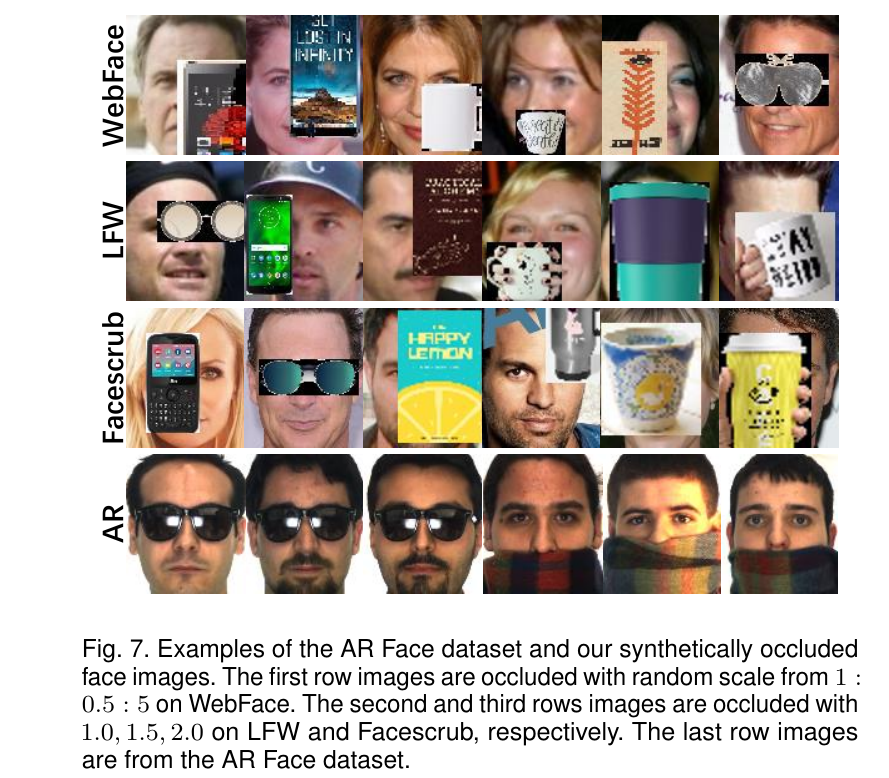 WebFace
GET
LOST IN
INFINITY
LFW
Facescrub
THE
HAPPY
LEMON
AR
Fig. 7. Examples of the AR Face dataset and our synthetically occluded
face images. The first row images are occluded with random scale from 1 :
0.5 : 5 on WebFace. The second and third rows images are occluded with
1.0, 1.5, 2.0 on LFW and Facescrub, respectively. The last row images
are from the AR Face dataset.